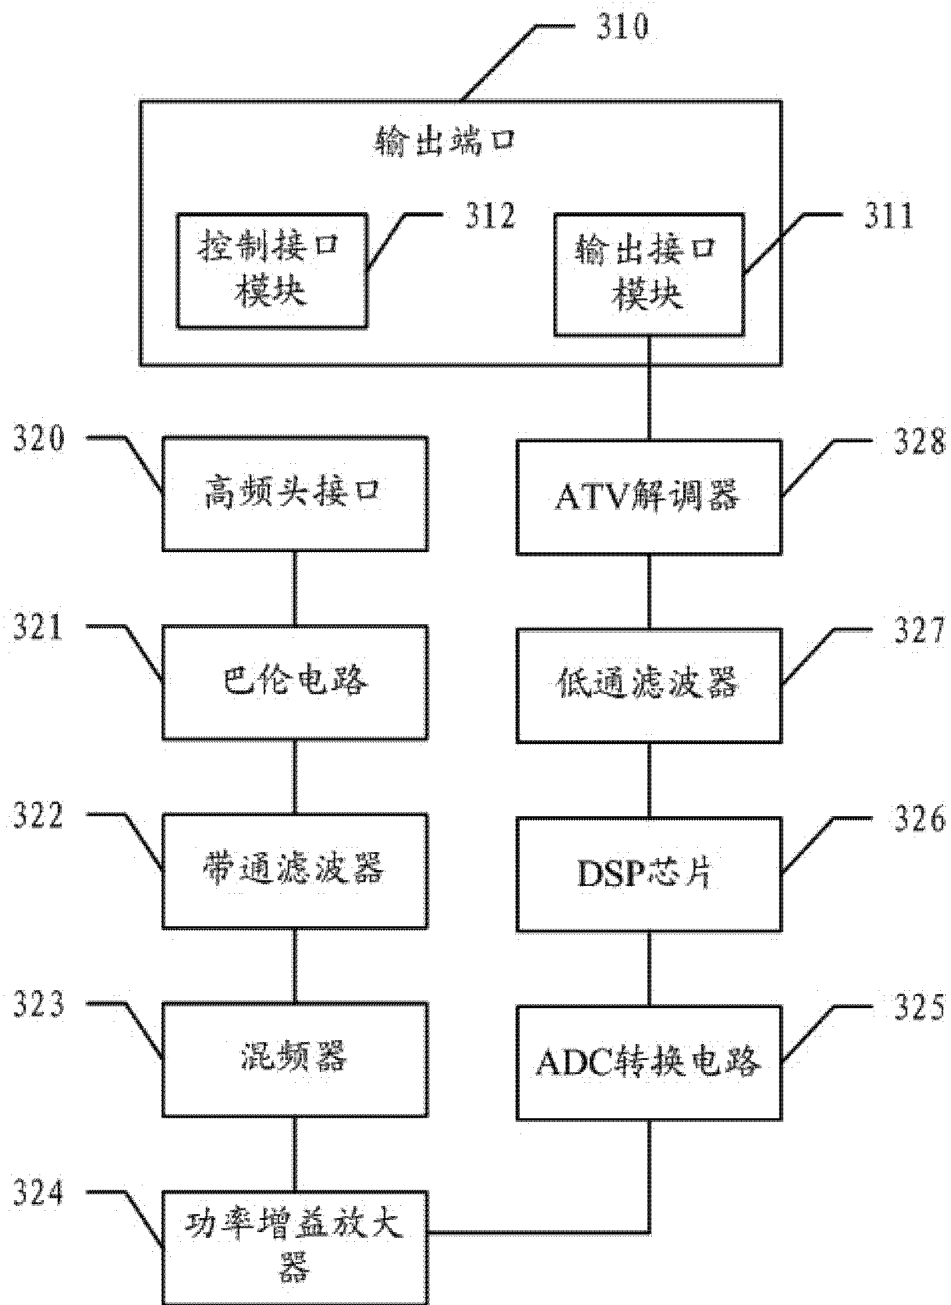 310
输出端口
312
311
控制接口
模块
输出接口
模块
320
高频头接口
328
ATV解调器
321
巴伦电路
327
低通滤波器
322
带通滤波器
326
DSP芯片
323
混频器
325
ADC转换电路
324
功率增益放大
器